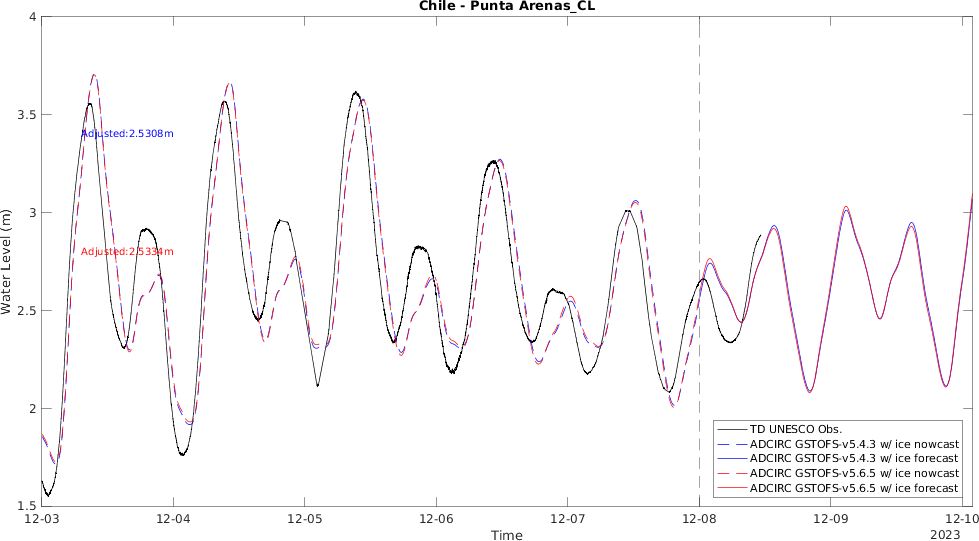 Chile - Punta Arenas_CL
Water Level (m)
4
3.5
3
2.5
2
1.5
Adjusted:2.5308m
Adjusted:2.5334m
TD UNESCO Obs.
ADCIRC GSTOFS-v5.4.3 w/ ice nowcast
ADCIRC GSTOFS-v5.4.3 w/ ice forecast
ADCIRC GSTOFS-v5.6.5 w/ ice nowcast
ADCIRC GSTOFS-v5.6.5 w/ ice forecast
12-03 12-04 12-05 12-06 12-07 12-08 12-09 12-10
Time
2023